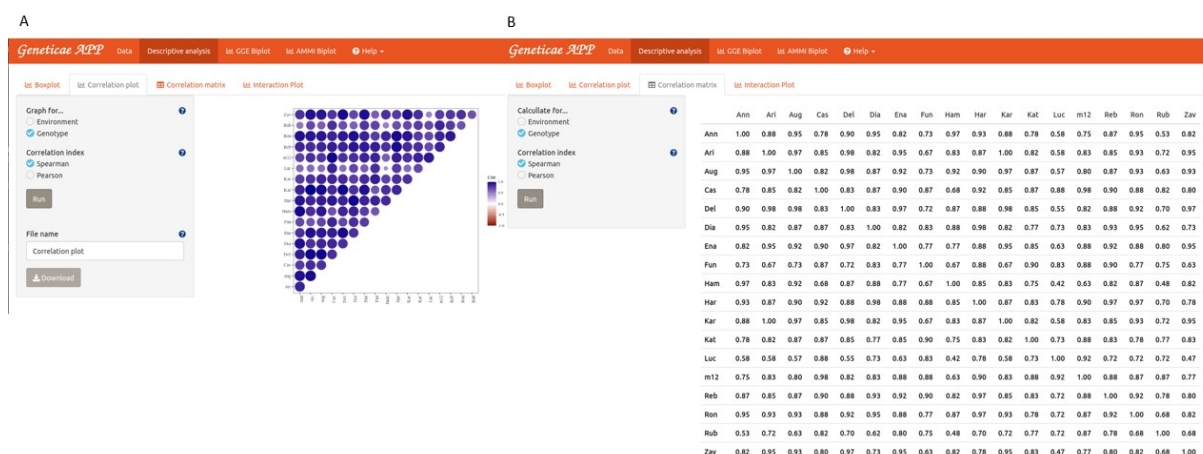 A
Geneticae APP Data Descriptive analysis GGE Biplot AMMI Biplot Help
Boxplot Correlation plot Correlation matrix Interaction Plot
Graph for...
Environment
Genotype
Correlation index
Spearman
Pearson
Run
File name
Correlation plot
Download
B
Geneticae APP Data Descriptive analysis GGE Biplot AMMI Biplot Help
Boxplot Correlation plot Correlation matrix Interaction Plot
Calculate for...
Environment
Genotype
Correlation index
Spearman
Pearson
Run
Ann Ari Aug Cas Del Dia Ena Fun Ham Har Kar Kat Luc m12 Reb Ron Rub Zav
Ann 1.00 0.88 0.95 0.78 0.90 0.95 0.82 0.73 0.97 0.93 0.88 0.78 0.58 0.75 0.87 0.95 0.53 0.82
Ari 0.88 1.00 0.97 0.85 0.98 0.82 0.95 0.67 0.83 0.87 1.00 0.82 0.58 0.83 0.85 0.93 0.72 0.95
Aug 0.95 0.97 1.00 0.82 0.98 0.87 0.92 0.73 0.92 0.90 0.97 0.87 0.57 0.80 0.87 0.93 0.63 0.93
Cas 0.78 0.85 0.82 1.00 0.83 0.87 0.90 0.87 0.68 0.92 0.85 0.87 0.88 0.98 0.90 0.88 0.82 0.80
Del 0.90 0.98 0.98 0.83 1.00 0.83 0.97 0.72 0.87 0.88 0.98 0.85 0.55 0.82 0.88 0.92 0.70 0.97
Dia 0.95 0.82 0.87 0.87 0.83 1.00 0.82 0.83 0.88 0.98 0.82 0.77 0.73 0.83 0.93 0.95 0.62 0.73
Ena 0.82 0.95 0.92 0.90 0.97 0.82 1.00 0.77 0.77 0.88 0.95 0.85 0.63 0.88 0.92 0.88 0.80 0.95
Fun 0.73 0.67 0.73 0.87 0.72 0.83 0.77 1.00 0.67 0.88 0.67 0.90 0.83 0.88 0.90 0.77 0.75 0.63
Ham 0.97 0.83 0.92 0.68 0.87 0.88 0.77 0.67 1.00 0.85 0.83 0.75 0.42 0.63 0.82 0.87 0.48 0.82
Har 0.93 0.87 0.90 0.92 0.88 0.98 0.88 0.88 0.85 1.00 0.87 0.83 0.78 0.90 0.97 0.97 0.70 0.78
Kar 0.88 1.00 0.97 0.85 0.98 0.82 0.95 0.67 0.83 0.87 1.00 0.82 0.58 0.83 0.85 0.93 0.72 0.95
Kat 0.78 0.82 0.87 0.87 0.85 0.77 0.85 0.90 0.75 0.83 0.82 1.00 0.73 0.88 0.83 0.78 0.77 0.83
Luc 0.58 0.58 0.57 0.88 0.55 0.73 0.63 0.83 0.42 0.78 0.58 0.73 1.00 0.92 0.72 0.72 0.72 0.47
m12 0.75 0.83 0.80 0.98 0.82 0.83 0.88 0.88 0.63 0.90 0.83 0.88 0.92 1.00 0.88 0.87 0.87 0.77
Reb 0.87 0.85 0.87 0.90 0.88 0.93 0.92 0.90 0.82 0.97 0.85 0.83 0.72 0.88 1.00 0.92 0.78 0.80
Ron 0.95 0.93 0.93 0.88 0.92 0.95 0.88 0.77 0.87 0.97 0.93 0.78 0.72 0.87 0.92 1.00 0.68 0.82
Rub 0.53 0.72 0.63 0.82 0.70 0.62 0.80 0.75 0.48 0.70 0.72 0.77 0.72 0.87 0.78 0.68 1.00 0.68
Zav 0.82 0.95 0.93 0.80 0.97 0.73 0.95 0.63 0.82 0.78 0.95 0.83 0.47 0.77 0.80 0.82 0.68 1.00